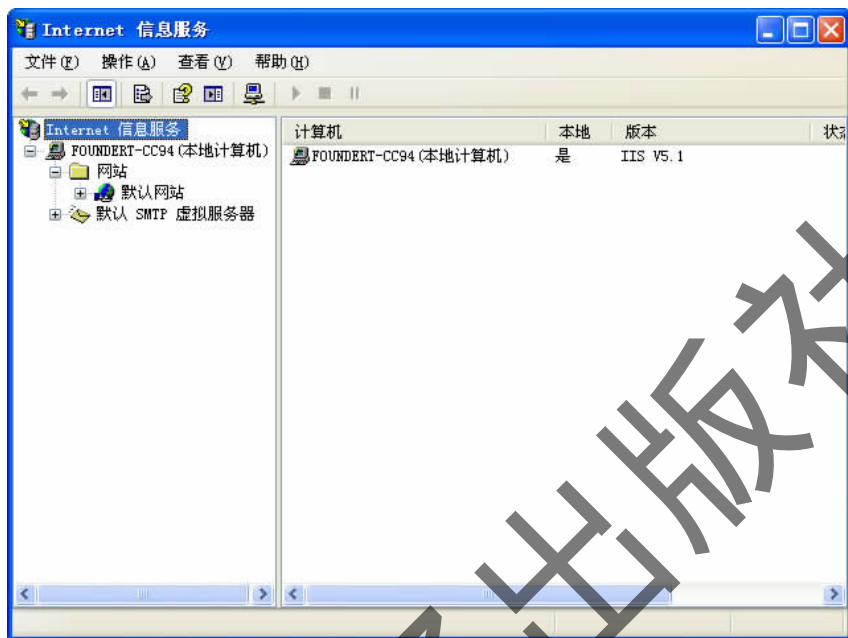 Internet 信息服务
文件(F) 操作(A) 查看(V) 帮助(H)
Internet 信息服务
FOUNDERT-CC94(本地计算机)
网站
默认网站
默认 SMTP 虚拟服务器
计算机 本地 版本 状态
FOUNDERT-CC94(本地计算机) 是 IIS V5.1
出版社